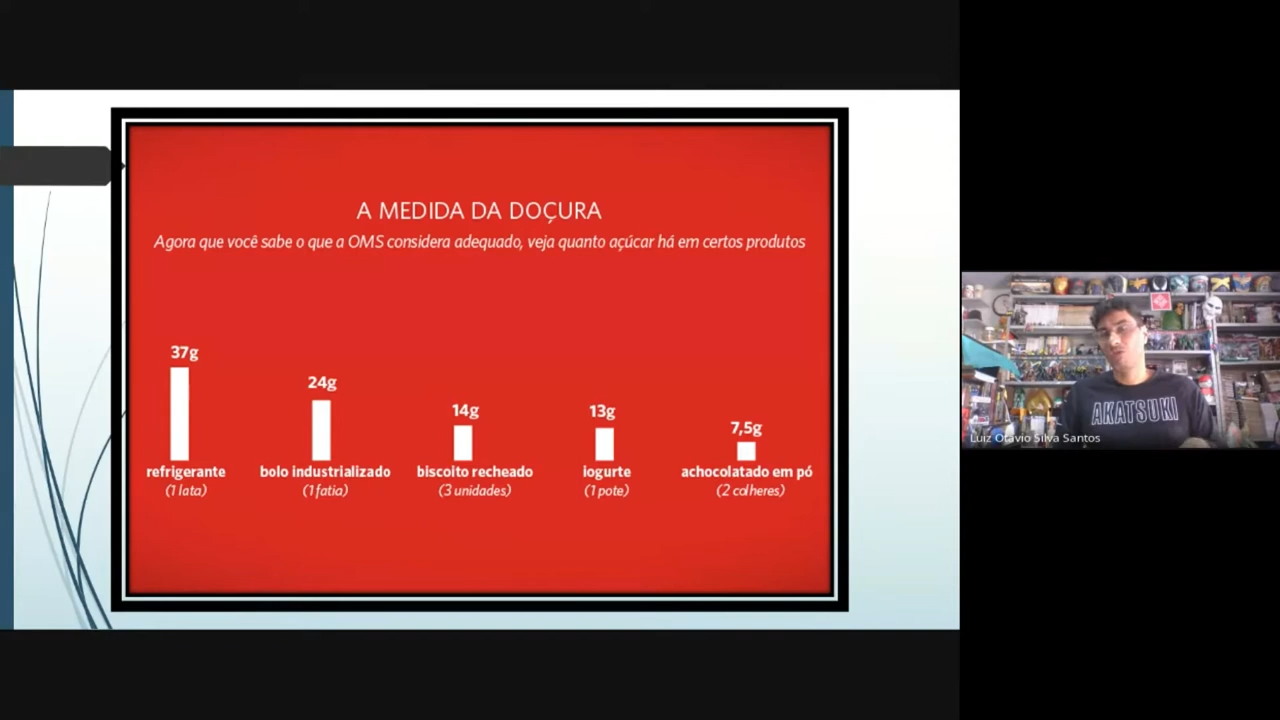 A MEDIDA DA DOÇURA
Agora que você sabe o que a OMS considera adequado, veja quanto açúcar há em certos produtos
37g
24g
14g
13g
7,5g
refrigerante
(1 lata)
bolo industrializado
(1 fatia)
biscoito recheado
(3 unidades)
iogurte
(1 pote)
achocolatado em pó
(2 colheres)
AKATSUKI
Luiz Otávio Silva Santos